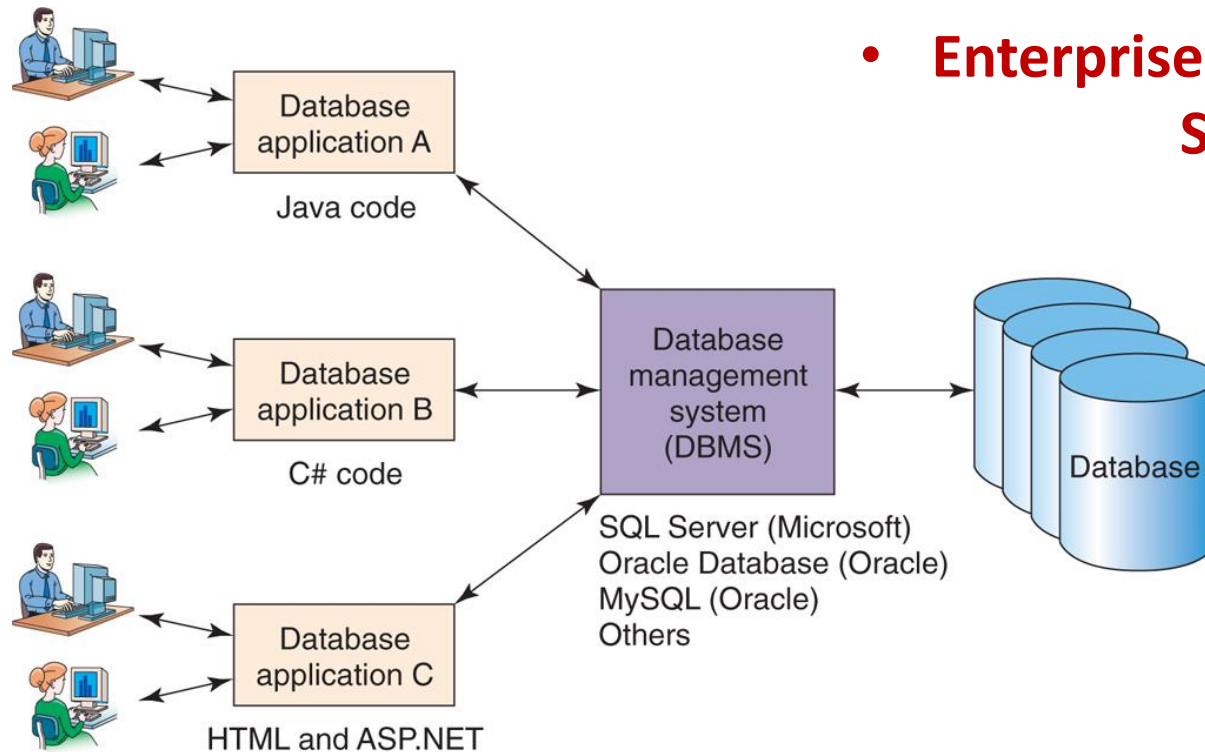 • Enterprise
S
Database
application A
Java code
Database
application B
C# code
Database
application C
HTML and ASP.NET
Database
management
system
(DBMS)
SQL Server (Microsoft)
Oracle Database (Oracle)
MySQL (Oracle)
Others
Database